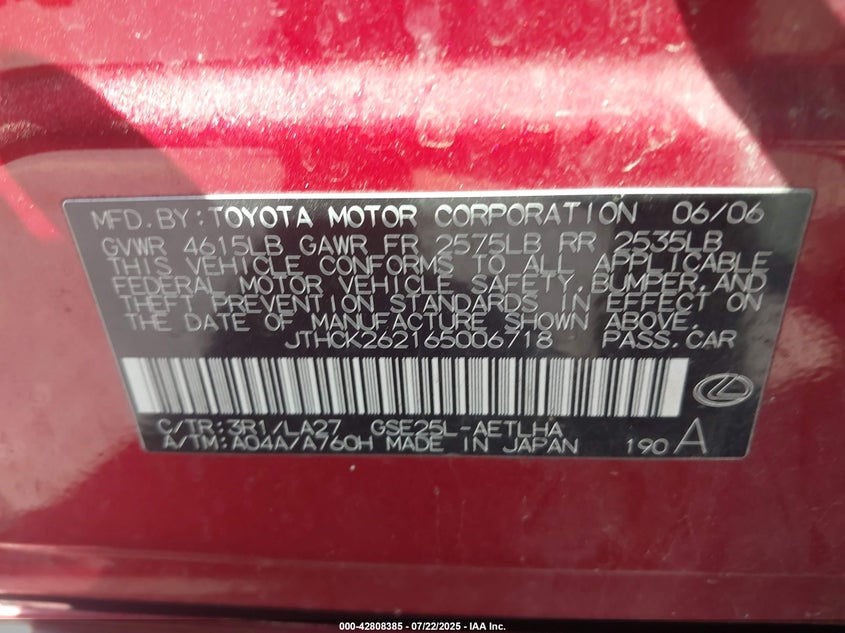 MFD.BY:TOYOTA MOTOR CORPORATION 06/06
GVWR 4615LB GAWR FR 2575LB RR 2535LB
THIS VEHICLE CONFORMS TO ALL APPLICABLE
FEDERAL MOTOR VEHICLE SAFETY,BUMPER,AND
THEFT PREVENTION STANDARDS IN EFFECT ON
THE DATE OF MANUFACTURE SHOWN ABOVE.
JTHCK262165006718 PASS.CAR
C/TR:3R1/LA27 GSE25L-AETLHA
A/TM:A04A/A760H MADE IN JAPAN 190 A
000-42808385 - 07/22/2025 - IAA Inc.